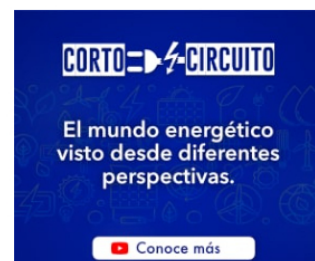 CORTO CIRCUITO
El mundo energético
visto desde diferentes
perspectivas.
Conoce más